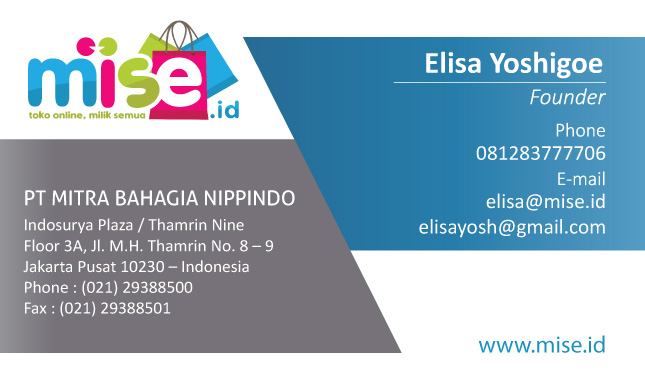 mise.id
toko online, milik semua
Elisa Yoshigoe
Founder
Phone
081283777706
E-mail
elisa@mise.id
elisayosh@gmail.com
PT MITRA BAHAGIA NIPPINDO
Indosurya Plaza / Thamrin Nine
Floor 3A, Jl. M.H. Thamrin No. 8 – 9
Jakarta Pusat 10230 – Indonesia
Phone : (021) 29388500
Fax : (021) 29388501
www.mise.id